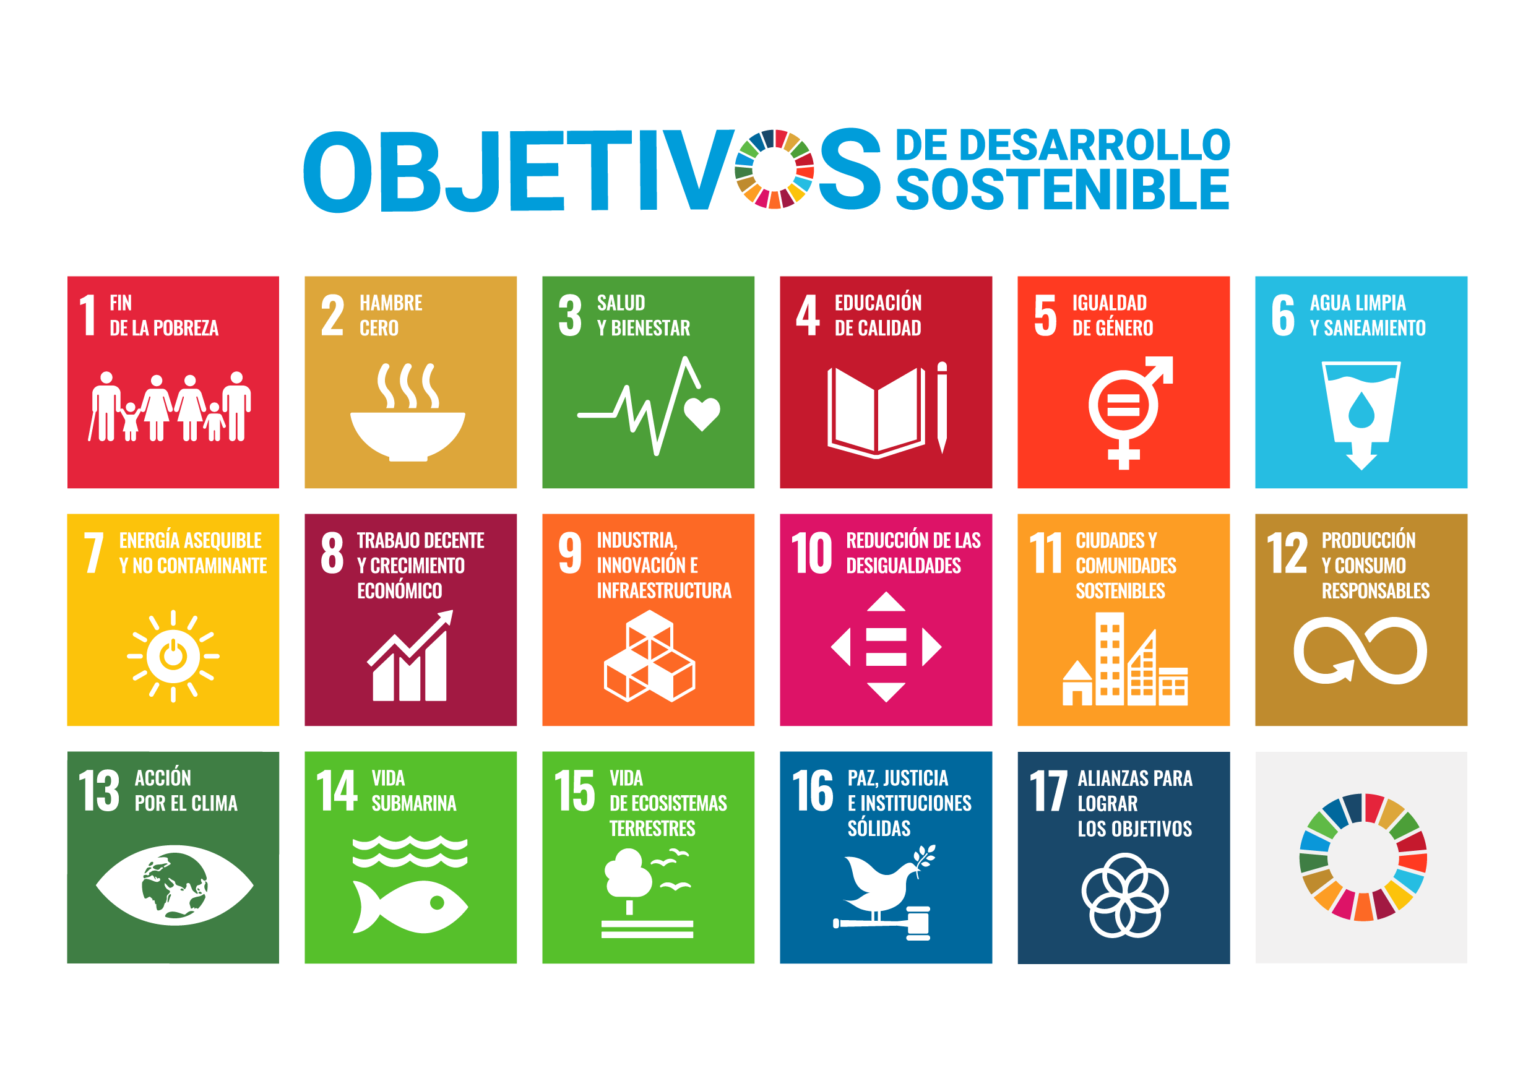 OBJETIVOS DE DESARROLLO
SOSTENIBLE
1 FIN
DE LA POBREZA
2 HAMBRE
CERO
3 SALUD
Y BIENESTAR
4 EDUCACIÓN
DE CALIDAD
5 IGUALDAD
DE GÉNERO
6 AGUA LIMPIA
Y SANEAMIENTO
7 ENERGÍA ASEQUIBLE
Y NO CONTAMINANTE
8 TRABAJO DECENTE
Y CRECIMIENTO
ECONÓMICO
9 INDUSTRIA,
INNOVACIÓN E
INFRAESTRUCTURA
10 REDUCCIÓN DE LAS
DESIGUALDADES
11 CIUDADES Y
COMUNIDADES
SOSTENIBLES
12 PRODUCCIÓN
Y CONSUMO
RESPONSABLES
13 ACCIÓN
POR EL CLIMA
14 VIDA
SUBMARINA
15 VIDA
DE ECOSISTEMAS
TERRESTRES
16 PAZ, JUSTICIA
E INSTITUCIONES
SÓLIDAS
17 ALIANZAS PARA
LOGRAR
LOS OBJETIVOS